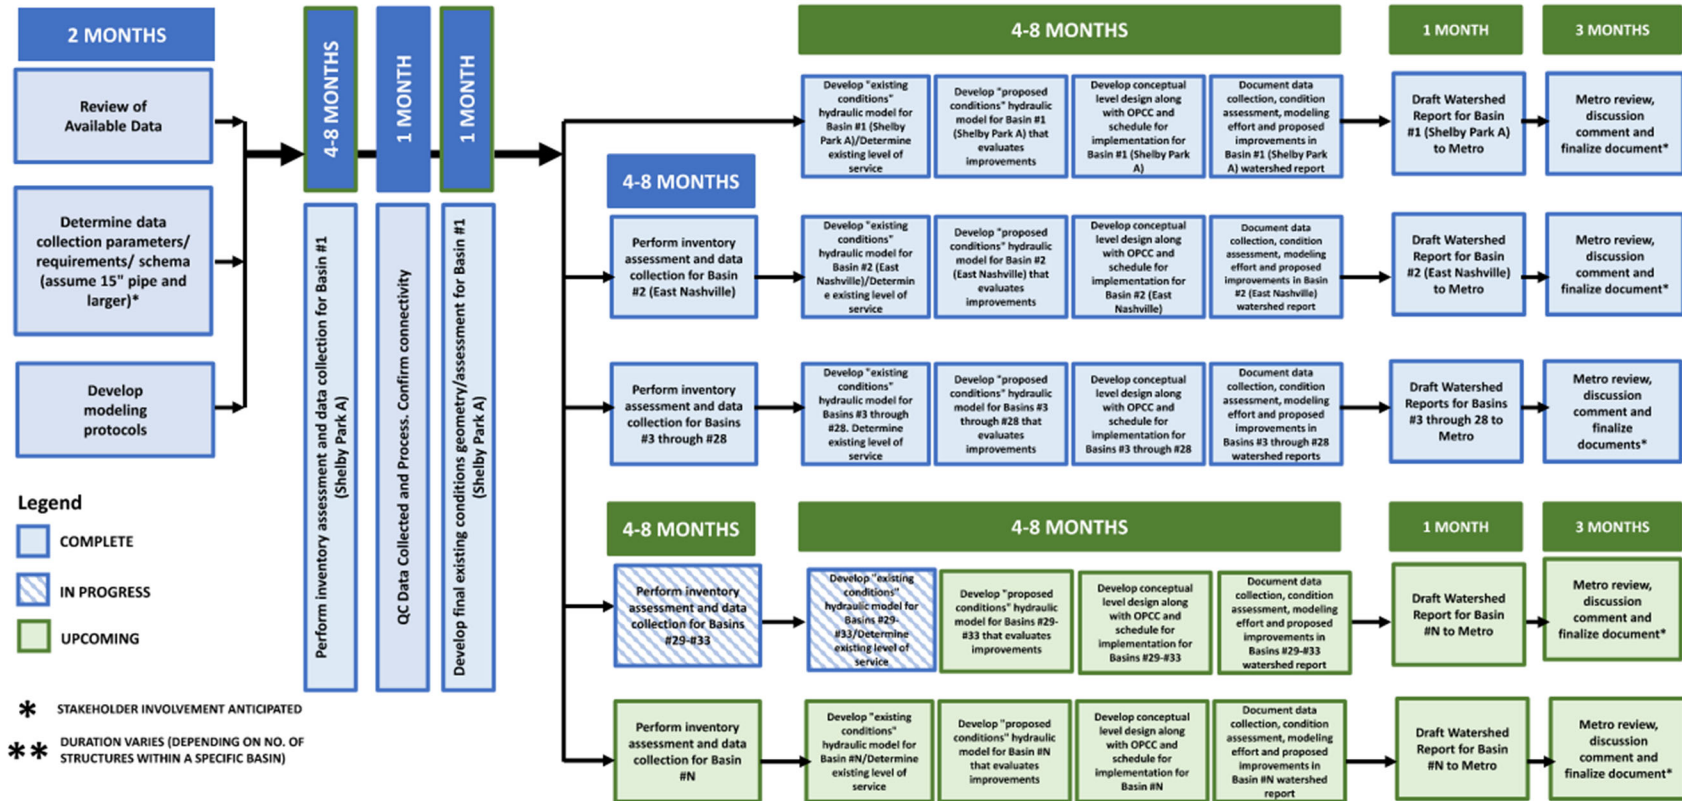 2 MONTHS
Review of
Available Data
Determine data
collection parameters/
requirements/ schema
(assume 15" pipe and
larger)*
Develop
modeling
protocols
4-8 MONTHS
Perform inventory assessment and data collection for Basin #1
(Shelby Park A)
1 MONTH
QC Data Collected and Process. Confirm connectivity
1 MONTH
Develop final existing conditions geometry/assessment for Basin #1
(Shelby Park A)
4-8 MONTHS
1 MONTH
3 MONTHS
Develop "existing
conditions"
hydraulic model for
Basin #1 (Shelby
Park A)/Determine
existing level of
service
Develop "proposed
conditions" hydraulic
model for Basin #1
(Shelby Park A) that
evaluates
improvements
Develop conceptual
level design along
with OPCC and
schedule for
implementation for
Basin #1 (Shelby Park
A)
Document data
collection, condition
assessment, modeling
effort and proposed
improvements in
Basin #1 (Shelby Park
A) watershed report
Draft Watershed
Report for Basin
#1 (Shelby Park A)
to Metro
Metro review,
discussion
comment and
finalize document*
4-8 MONTHS
Perform inventory
assessment and data
collection for Basin
#2 (East Nashville)
Develop "existing
conditions"
hydraulic model for
Basin #2 (East
Nashville)/Determin
e existing level of
service
Develop "proposed
conditions" hydraulic
model for Basin #2
(East Nashville) that
evaluates
improvements
Develop conceptual
level design along
with OPCC and
schedule for
implementation for
Basin #2 (East
Nashville)
Document data
collection, condition
assessment, modeling
effort and proposed
improvements in Basin
#2 (East Nashville)
watershed report
Draft Watershed
Report for Basin
#2 (East Nashville)
to Metro
Metro review,
discussion
comment and
finalize document*
Perform inventory
assessment and data
collection for Basins
#3 through #28
Develop "existing
conditions"
hydraulic model for
Basins #3 through
#28. Determine
existing level of
service
Develop "proposed
conditions" hydraulic
model for Basins #3
through #28 that
evaluates
improvements
Develop conceptual
level design along
with OPCC and
schedule for
implementation for
Basins #3 through #28
Document data
collection, condition
assessment, modeling
effort and proposed
improvements in
Basins #3 through #28
watershed reports
Draft Watershed
Reports for Basins
#3 through 28 to
Metro
Metro review,
discussion
comment and
finalize
documents*
4-8 MONTHS
4-8 MONTHS
1 MONTH
3 MONTHS
Perform inventory
assessment and data
collection for Basins
#29-#33
Develop "existing
conditions"
hydraulic model for
Basins #29-
#33/Determine
existing level of
service
Develop "proposed
conditions" hydraulic
model for Basins #29-
#33 that evaluates
improvements
Develop conceptual
level design along
with OPCC and
schedule for
implementation for
Basins #29-#33
Document data
collection, condition
assessment, modeling
effort and proposed
improvements in
Basins #29-#33
watershed report
Draft Watershed
Report for Basin
#N to Metro
Metro review,
discussion
comment and
finalize document*
Perform inventory
assessment and data
collection for Basin
#N
Develop "existing
conditions"
hydraulic model for
Basin #N/Determine
existing level of
service
Develop "proposed
conditions" hydraulic
model for Basin #N
that evaluates
improvements
Develop conceptual
level design along
with OPCC and
schedule for
implementation for
Basin #N
Document data
collection, condition
assessment, modeling
effort and proposed
improvements in
Basin #N watershed
report
Draft Watershed
Report for Basin
#N to Metro
Metro review,
discussion
comment and
finalize document*
Legend
COMPLETE
IN PROGRESS
UPCOMING
* STAKEHOLDER INVOLVEMENT ANTICIPATED
** DURATION VARIES (DEPENDING ON NO. OF
STRUCTURES WITHIN A SPECIFIC BASIN)